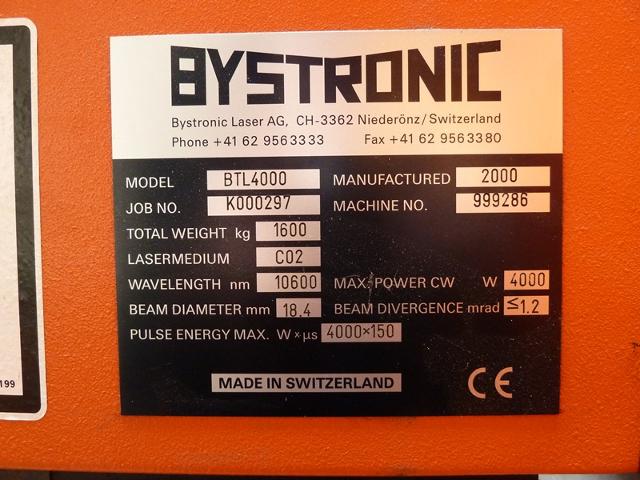 BYSTRONIC
Bystronic Laser AG, CH-3362 Niederönz/Switzerland
Phone +41 62 9563333 Fax +41 62 9563380
MODEL BTL4000 MANUFACTURED 2000
JOB NO. K000297 MACHINE NO. 999286
TOTAL WEIGHT kg 1600
LASERMEDIUM CO2
WAVELENGTH nm 10600 MAX. POWER CW W 4000
BEAM DIAMETER mm 18.4 BEAM DIVERGENCE mrad ≤1.2
PULSE ENERGY MAX. W×µs 4000×150
MADE IN SWITZERLAND CE
199